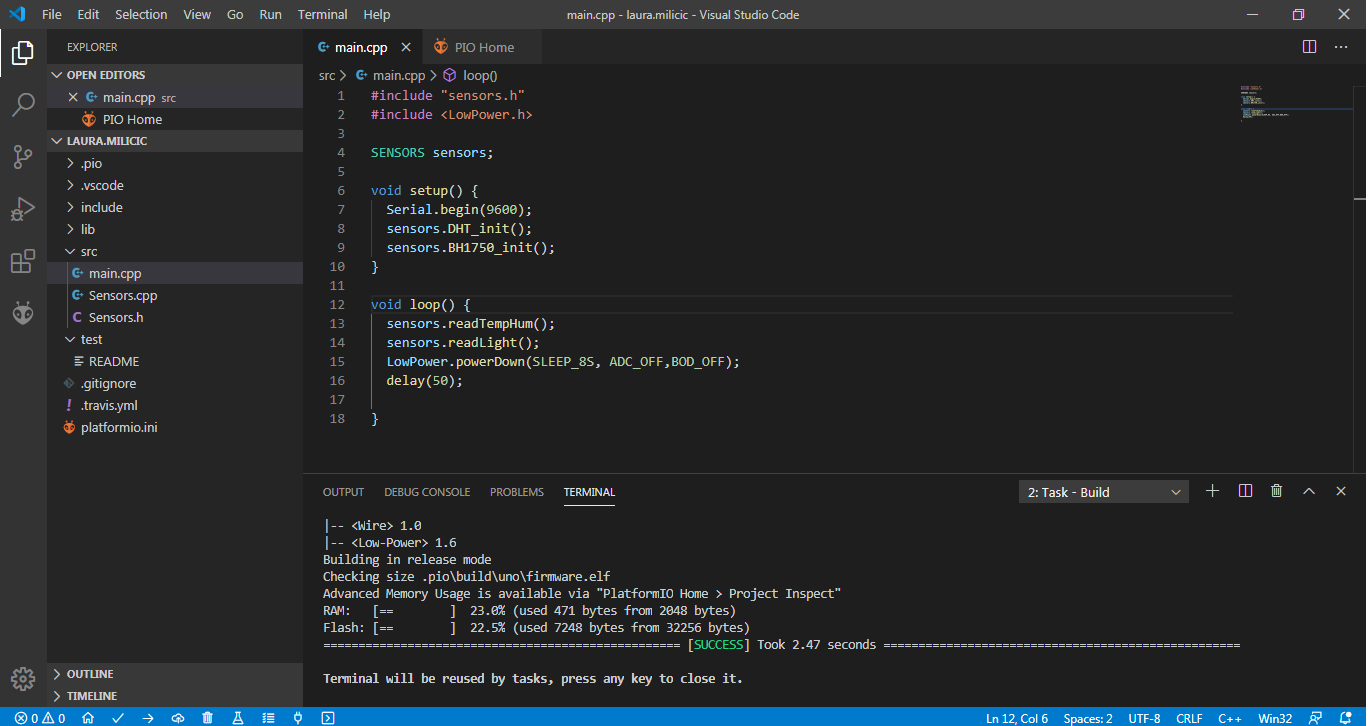 File Edit Selection View Go Run Terminal Help main.cpp - laura.milicic - Visual Studio Code
EXPLORER
OPEN EDITORS
main.cpp src
PIO Home
LAURA.MILICIC
.pio
.vscode
include
lib
src
main.cpp
Sensors.cpp
Sensors.h
test
README
.gitignore
.travis.yml
platformio.ini
OUTLINE
TIMELINE
main.cpp PIO Home
src > main.cpp > loop()
1 #include "sensors.h"
2 #include <LowPower.h>
3
4 SENSORS sensors;
5
6 void setup() {
7 Serial.begin(9600);
8 sensors.DHT_init();
9 sensors.BH1750_init();
10 }
11
12 void loop() {
13 sensors.readTempHum();
14 sensors.readLight();
15 LowPower.powerDown(SLEEP_8S, ADC_OFF,BOD_OFF);
16 delay(50);
17
18 }
OUTPUT DEBUG CONSOLE PROBLEMS TERMINAL 2: Task - Build
|-- <Wire> 1.0
|-- <Low-Power> 1.6
Building in release mode
Checking size .pio\build\uno\firmware.elf
Advanced Memory Usage is available via "PlatformIO Home > Project Inspect"
RAM: [== ] 23.0% (used 471 bytes from 2048 bytes)
Flash: [== ] 22.5% (used 7248 bytes from 32256 bytes)
=================================================== [SUCCESS] Took 2.47 seconds ===================================================
Terminal will be reused by tasks, press any key to close it.
0 0 Ln 12, Col 6 Spaces: 2 UTF-8 CRLF C++ Win32